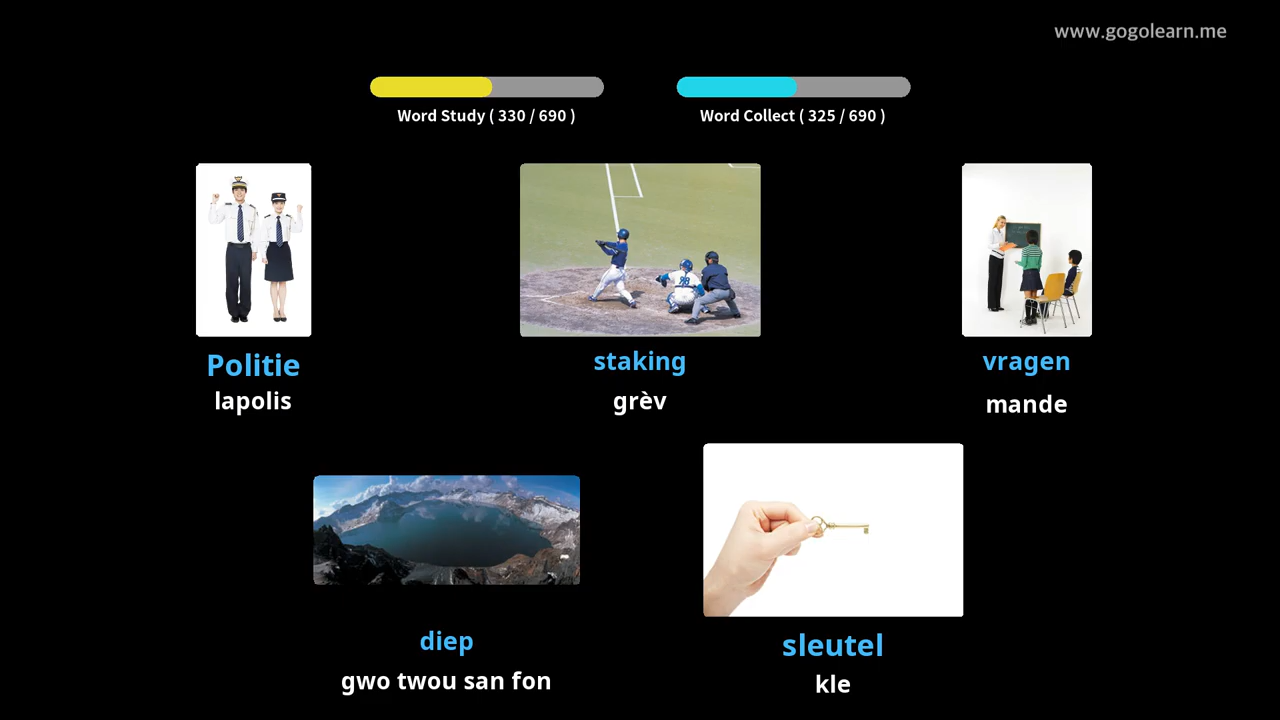 www.gogolearn.me
Word Study ( 330 / 690 )
Word Collect ( 325 / 690 )
Politie
lapolis
staking
grèv
vragen
mande
diep
gwo twou san fon
sleutel
kle